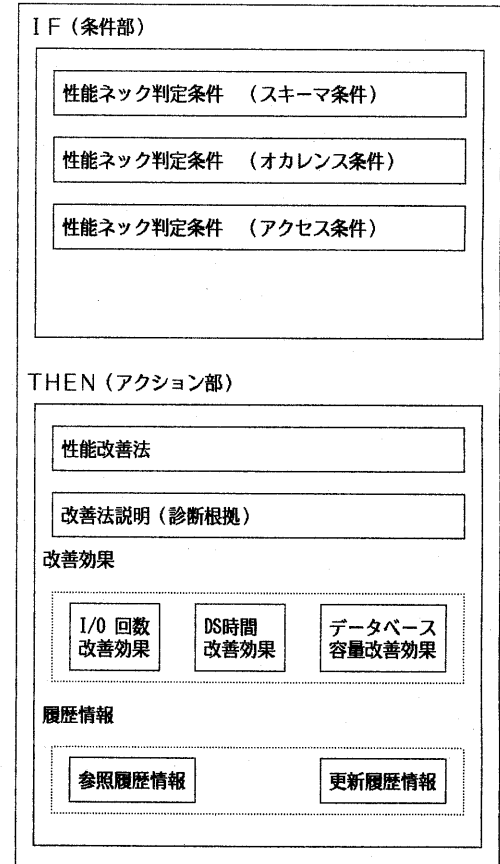 ＩＦ（条件部）
性能ネック判定条件　（スキーマ条件）
性能ネック判定条件　（オカレンス条件）
性能ネック判定条件　（アクセス条件）
ＴＨＥＮ（アクション部）
性能改善法
改善法説明（診断根拠）
改善効果
I/O 回数
改善効果
DS時間
改善効果
データベース
容量改善効果
履歴情報
参照履歴情報
更新履歴情報